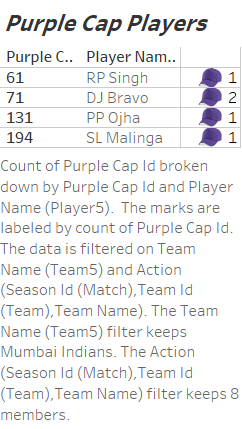 Purple Cap Players
Purple C.. Player Nam..
61 RP Singh 1
71 DJ Bravo 2
131 PP Ojha 1
194 SL Malinga 1
Count of Purple Cap Id broken
down by Purple Cap Id and Player
Name (Player5).  The marks are
labeled by count of Purple Cap Id.
The data is filtered on Team
Name (Team5) and Action
(Season Id (Match),Team Id
(Team),Team Name). The Team
Name (Team5) filter keeps
Mumbai Indians. The Action
(Season Id (Match),Team Id
(Team),Team Name) filter keeps 8
members.